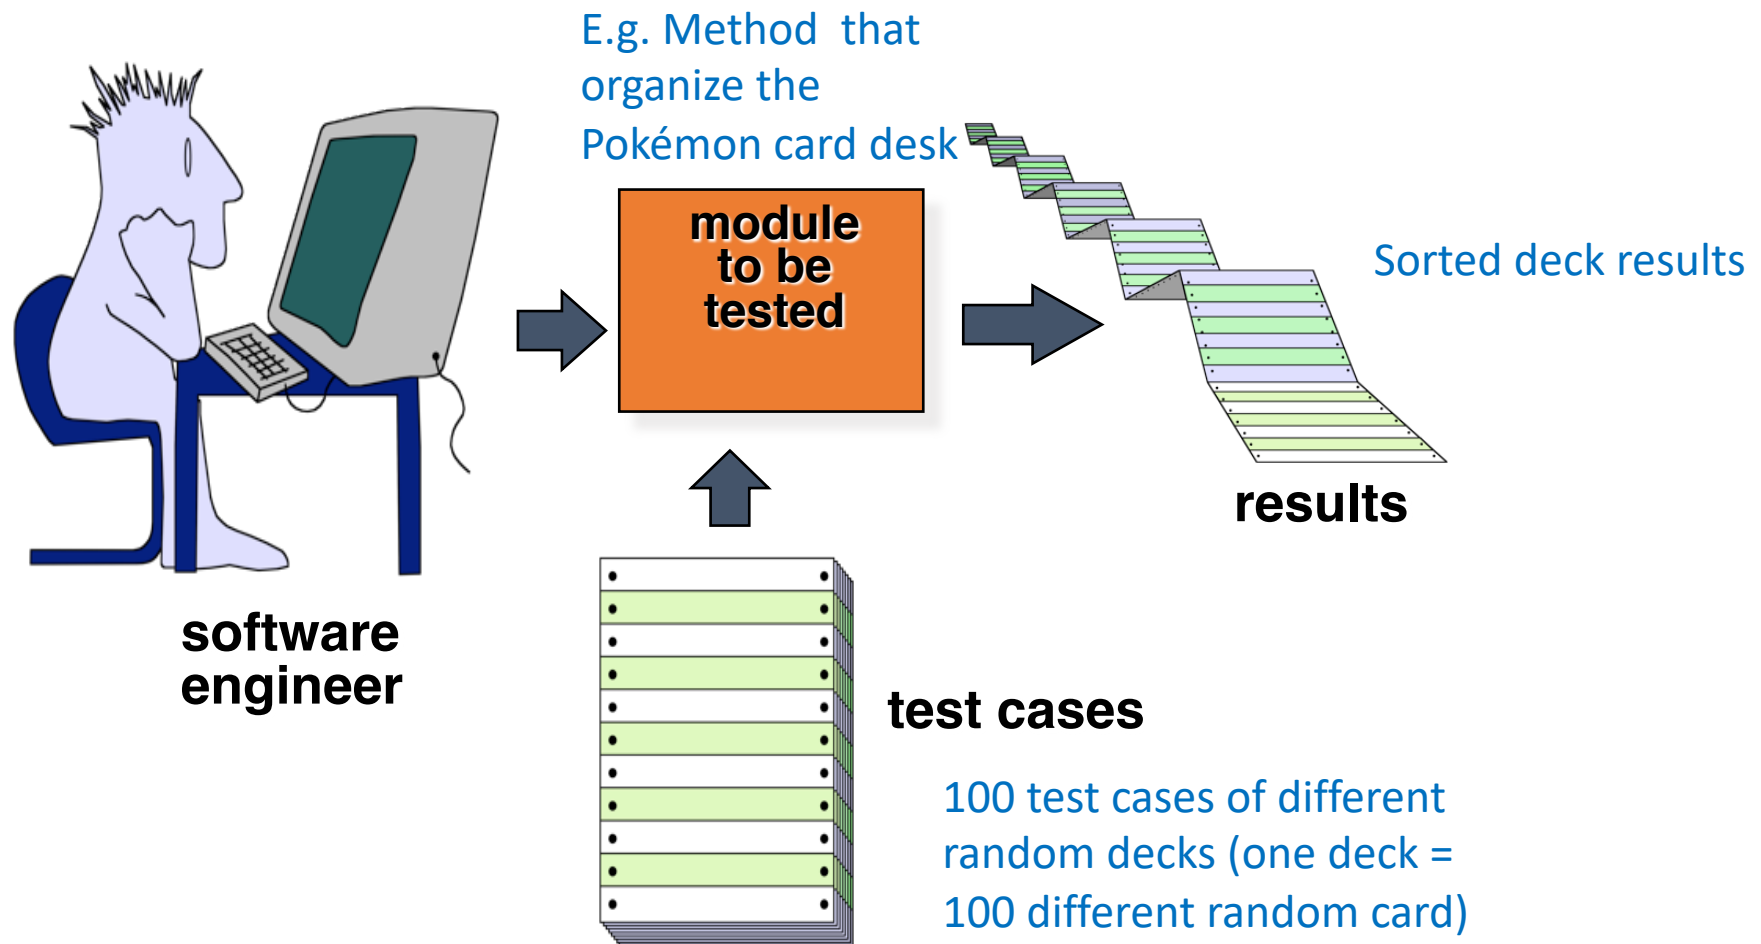 E.g. Method  that
organize the
Pokémon card desk
module
to be
tested
Sorted deck results
results
software
engineer
test cases
100 test cases of different
random decks (one deck =
100 different random card)